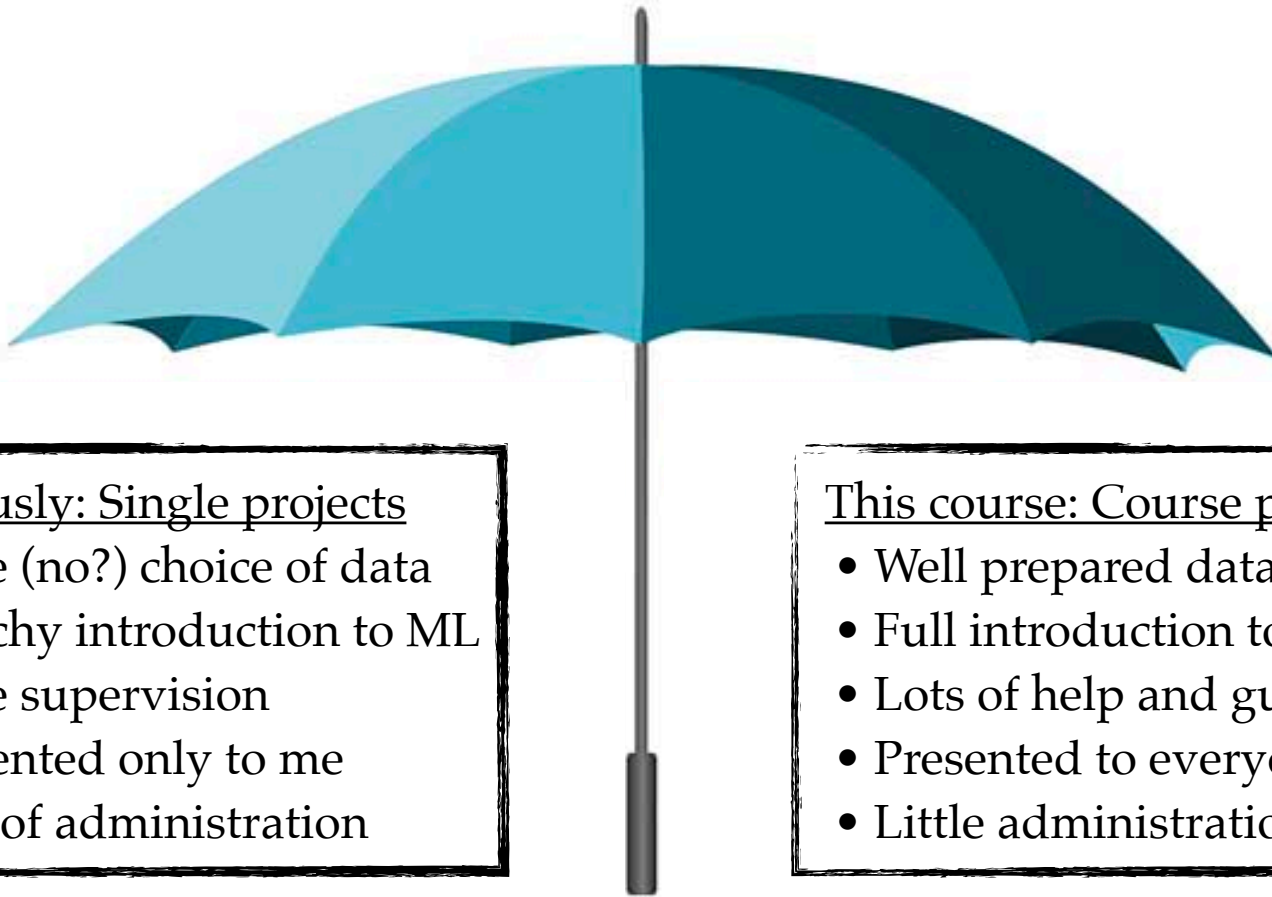 usly: Single projects
e (no?) choice of data
chy introduction to ML
e supervision
ented only to me
of administration
This course: Course p
• Well prepared data
• Full introduction to
• Lots of help and gu
• Presented to everyo
• Little administratio